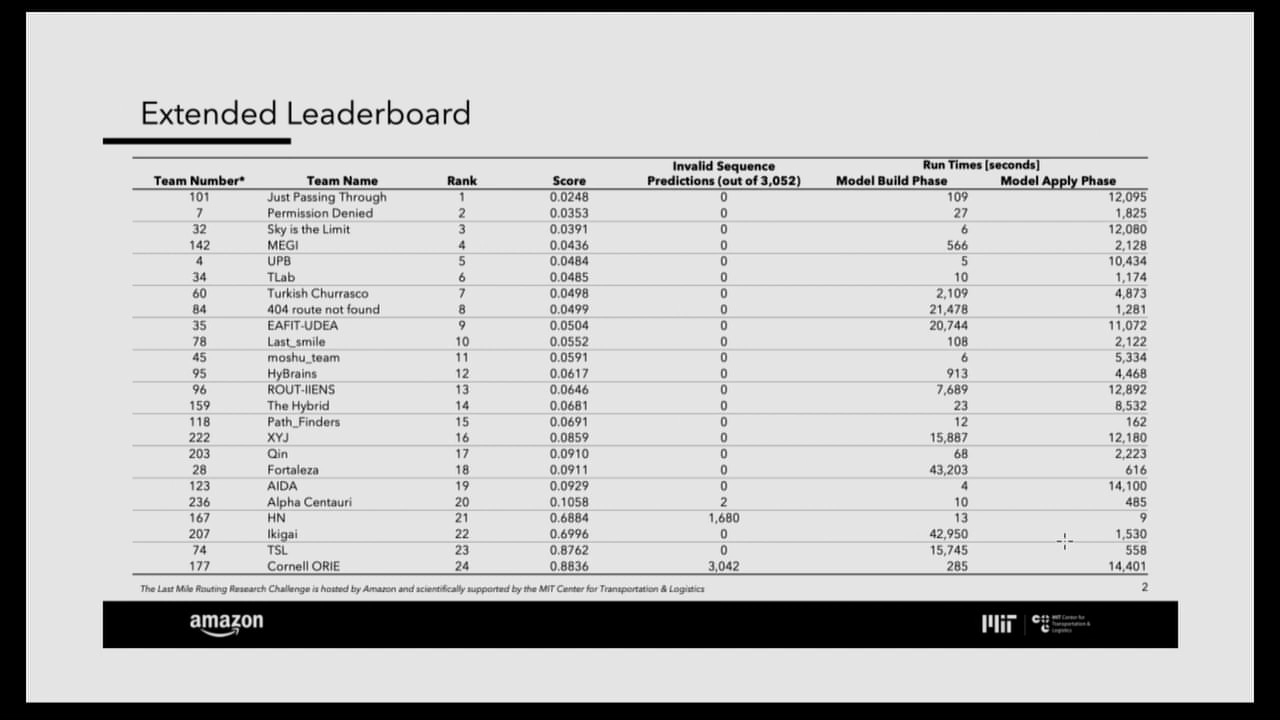 Extended Leaderboard
Invalid Sequence Run Times [seconds]
Team Number* Team Name Rank Score Predictions (out of 3,052) Model Build Phase Model Apply Phase
101 Just Passing Through 1 0.0248 0 109 12,095
7 Permission Denied 2 0.0353 0 27 1,825
32 Sky is the Limit 3 0.0391 0 6 12,080
142 MEGI 4 0.0436 0 566 2,128
4 UPB 5 0.0484 0 5 10,434
34 TLab 6 0.0485 0 10 1,174
60 Turkish Churrasco 7 0.0498 0 2,109 4,873
84 404 route not found 8 0.0499 0 21,478 1,281
35 EAFIT-UDEA 9 0.0504 0 20,744 11,072
78 Last_smile 10 0.0552 0 108 2,122
45 moshu_team 11 0.0591 0 6 5,334
95 HyBrains 12 0.0617 0 913 4,468
96 ROUT-IIENS 13 0.0646 0 7,689 12,892
159 The Hybrid 14 0.0681 0 23 8,532
118 Path_Finders 15 0.0691 0 12 162
222 XYJ 16 0.0859 0 15,887 12,180
203 Qin 17 0.0910 0 68 2,223
28 Fortaleza 18 0.0911 0 43,203 616
123 AIDA 19 0.0929 0 4 14,100
236 Alpha Centauri 20 0.1058 2 10 485
167 HN 21 0.6884 1,680 13 9
207 Ikigai 22 0.6996 0 42,950 1,530
74 TSL 23 0.8762 0 15,745 558
177 Cornell ORIE 24 0.8836 3,042 285 14,401
The Last Mile Routing Research Challenge is hosted by Amazon and scientifically supported by the MIT Center for Transportation & Logistics 2
amazon MIT MIT Center for
Transportation &
Logistics